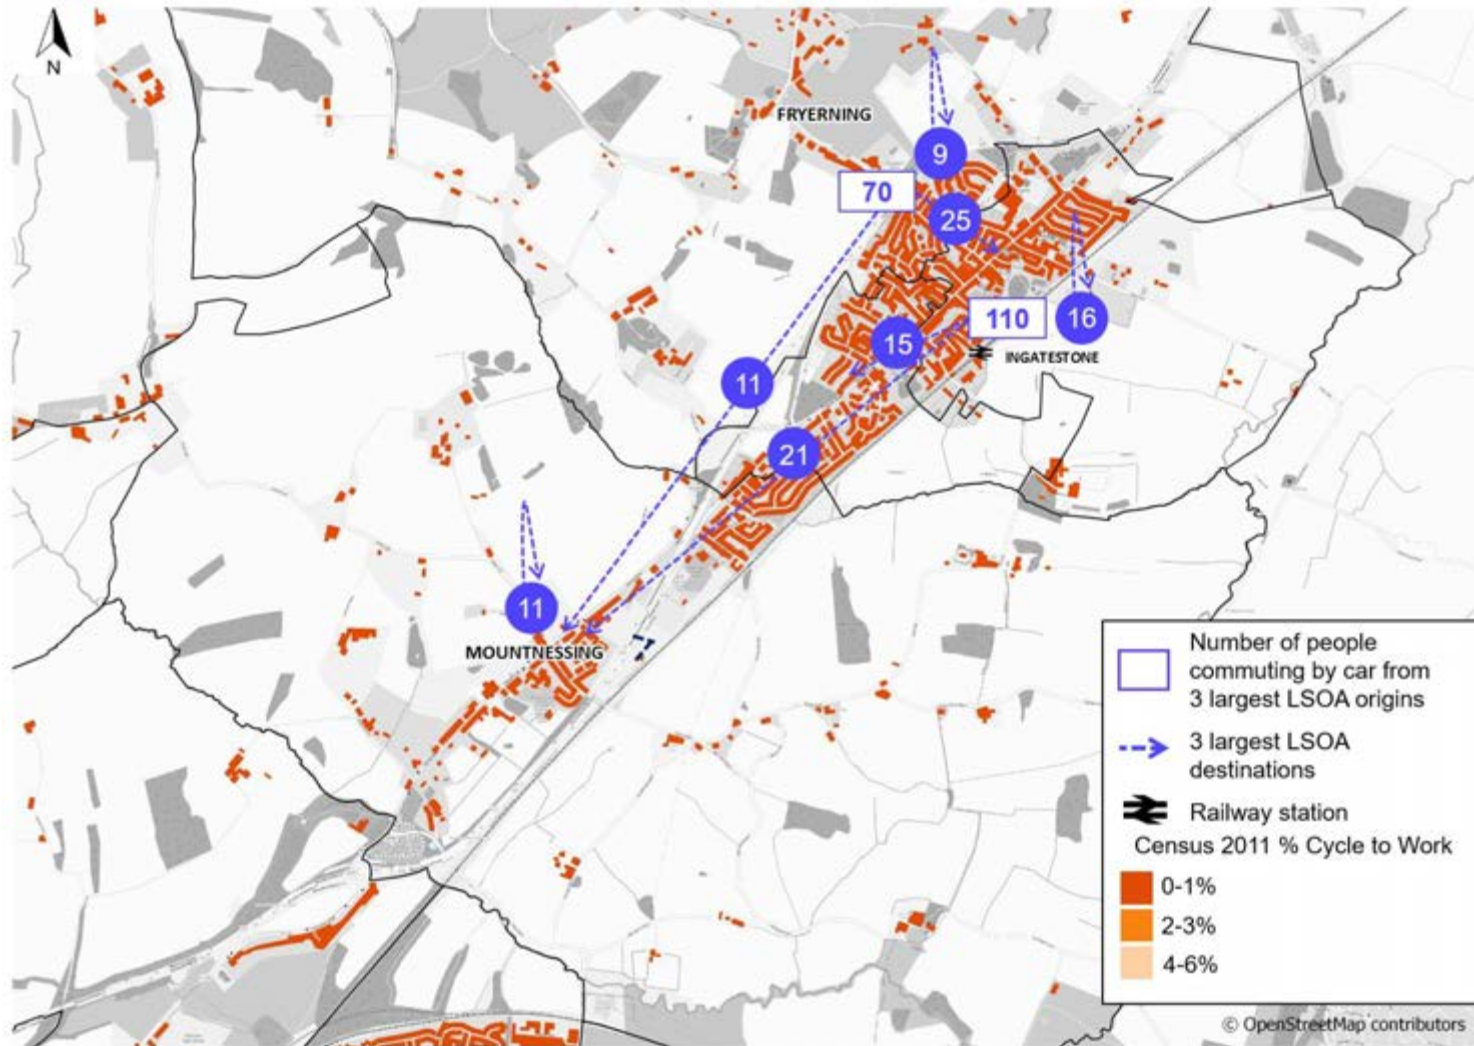 N
FRYERNING
9
70
25
110
16
15
INGATESTONE
11
21
11
MOUNTNESSING
Number of people
commuting by car from
3 largest LSOA origins
3 largest LSOA
destinations
Railway station
Census 2011 % Cycle to Work
0-1%
2-3%
4-6%
© OpenStreetMap contributors